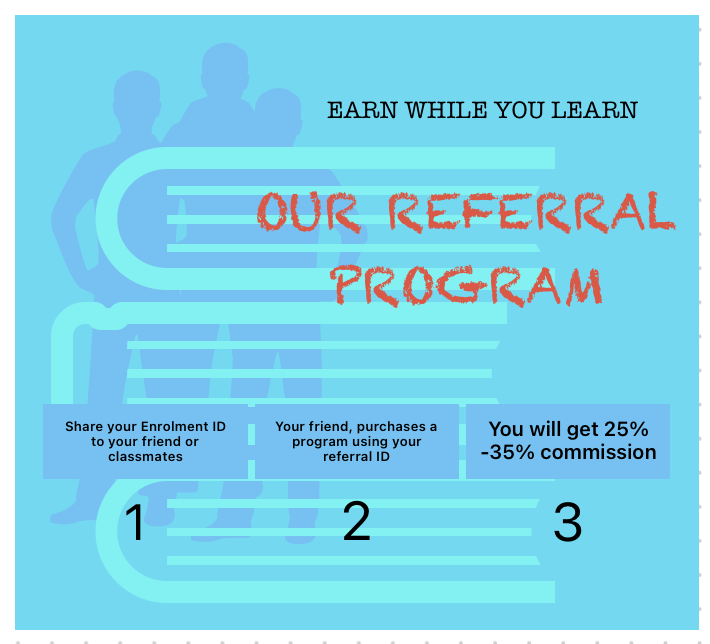 EARN WHILE YOU LEARN
OUR REFERRAL
PROGRAM
Share your Enrolment ID
to your friend or
classmates
Your friend, purchases a
program using your
referral ID
You will get 25%
-35% commission
1
2
3